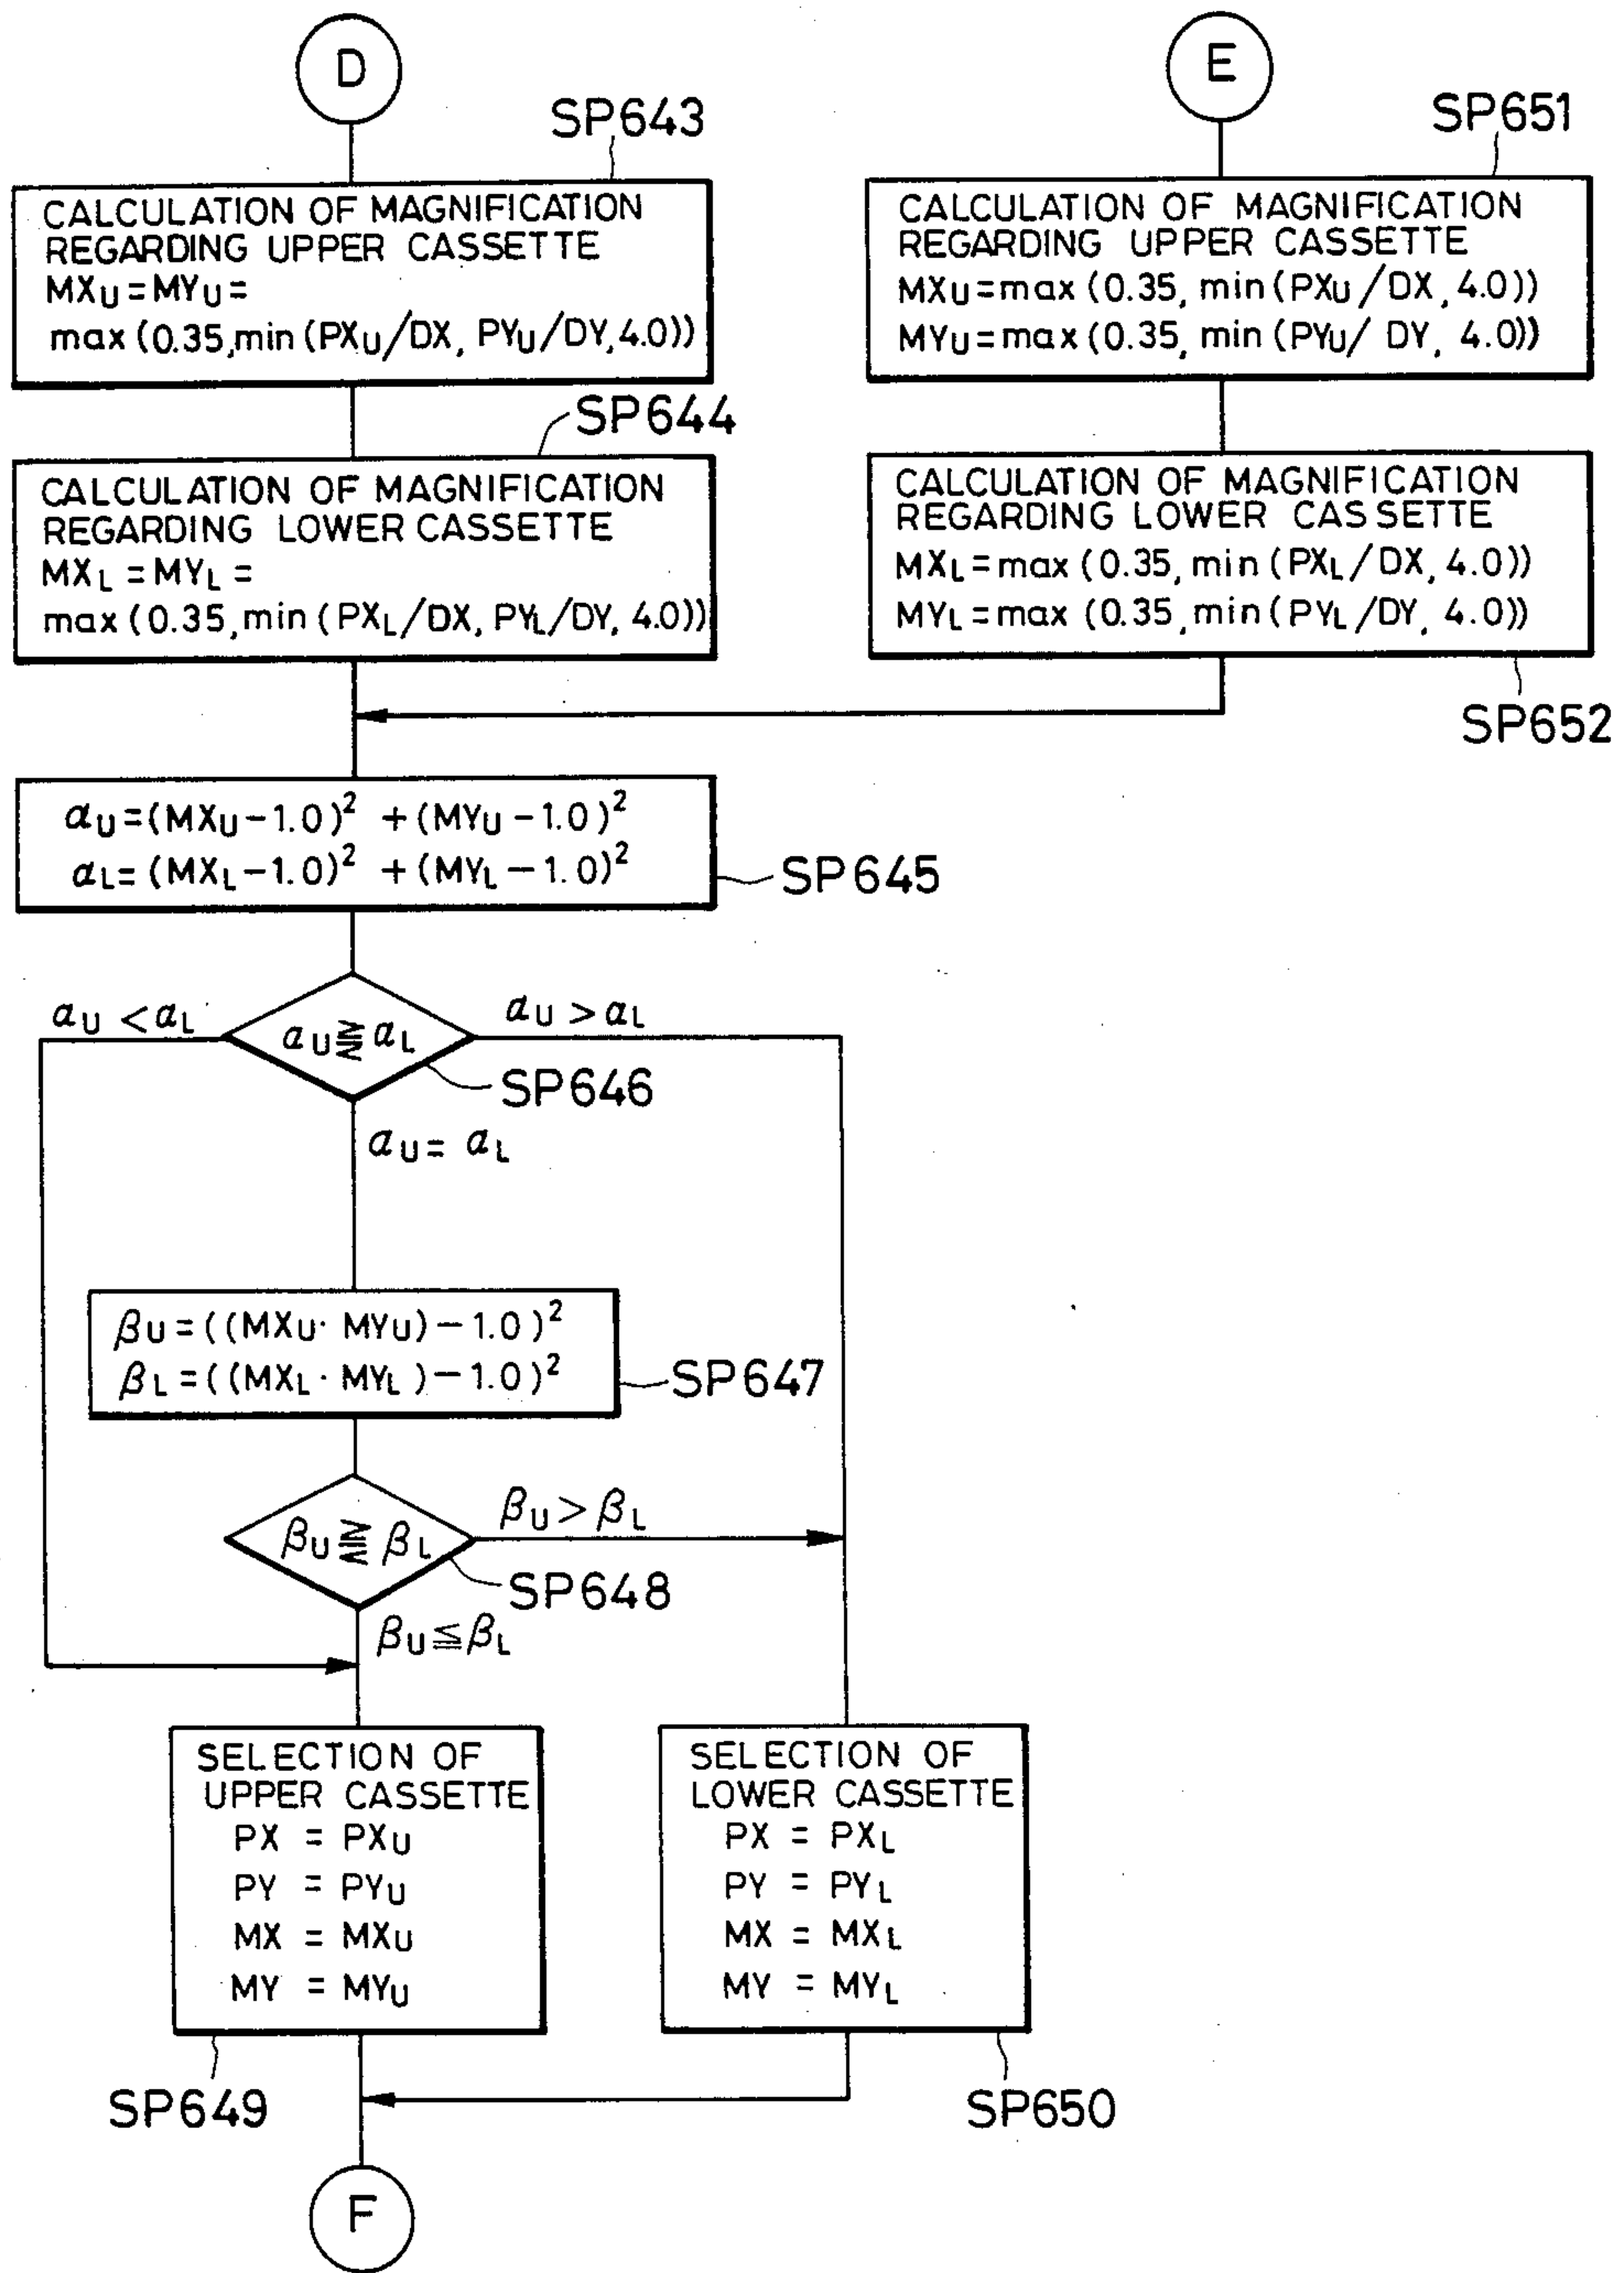 D
E
SP643
SP651
CALCULATION OF MAGNIFICATION
REGARDING UPPER CASSETTE
MXU = MYU =
max (0.35, min (PXU/DX, PYU/DY, 4.0))
CALCULATION OF MAGNIFICATION
REGARDING UPPER CASSETTE
MXU = max (0.35, min (PXU/DX, 4.0))
MYU = max (0.35, min (PYU/DY, 4.0))
SP644
CALCULATION OF MAGNIFICATION
REGARDING LOWER CASSETTE
MXL = MYL =
max (0.35, min (PXL/DX, PYL/DY, 4.0))
CALCULATION OF MAGNIFICATION
REGARDING LOWER CASSETTE
MXL = max (0.35, min (PXL/DX, 4.0))
MYL = max (0.35, min (PYL/DY, 4.0))
SP652
αU = (MXU - 1.0)² + (MYU - 1.0)²
αL = (MXL - 1.0)² + (MYL - 1.0)²
SP645
αU < αL
αU ⪌ αL
αU > αL
SP646
αU = αL
βU = ((MXU · MYU) - 1.0)²
βL = ((MXL · MYL) - 1.0)²
SP647
βU ⪌ βL
βU > βL
SP648
βU ≦ βL
SELECTION OF
UPPER CASSETTE
PX = PXU
PY = PYU
MX = MXU
MY = MYU
SELECTION OF
LOWER CASSETTE
PX = PXL
PY = PYL
MX = MXL
MY = MYL
SP649
SP650
F